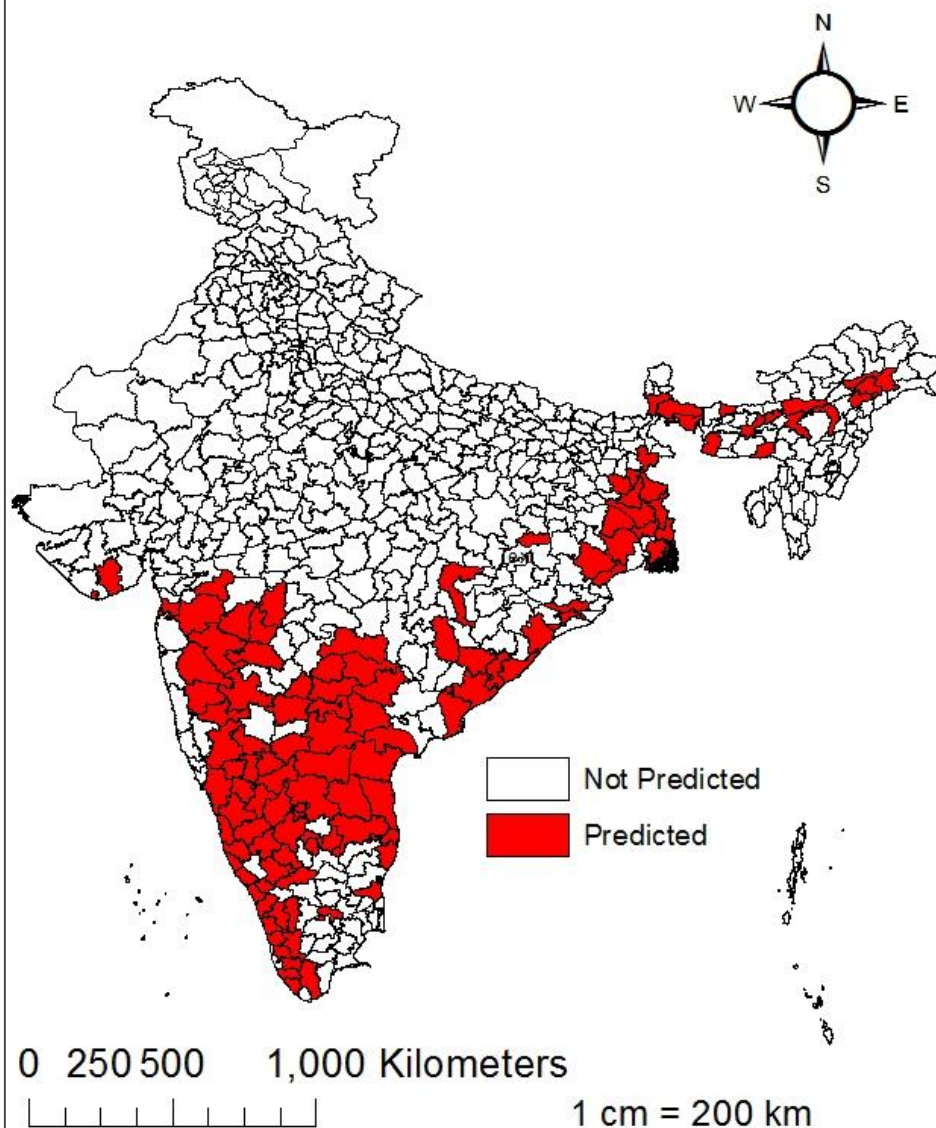 N
W E
S
Not Predicted
Predicted
0 250 500 1,000 Kilometers
1 cm = 200 km